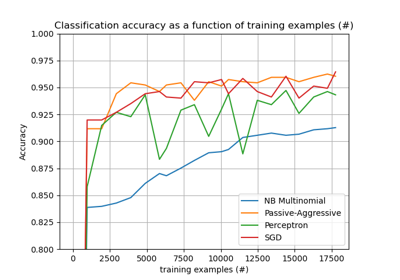 Classification accuracy as a function of training examples (#)
1.000
0.975
0.950
0.925
0.900
0.875
0.850
0.825
0.800
Accuracy
0
2500
5000
7500
10000
12500
15000
17500
training examples (#)
NB Multinomial
Passive-Aggressive
Perceptron
SGD